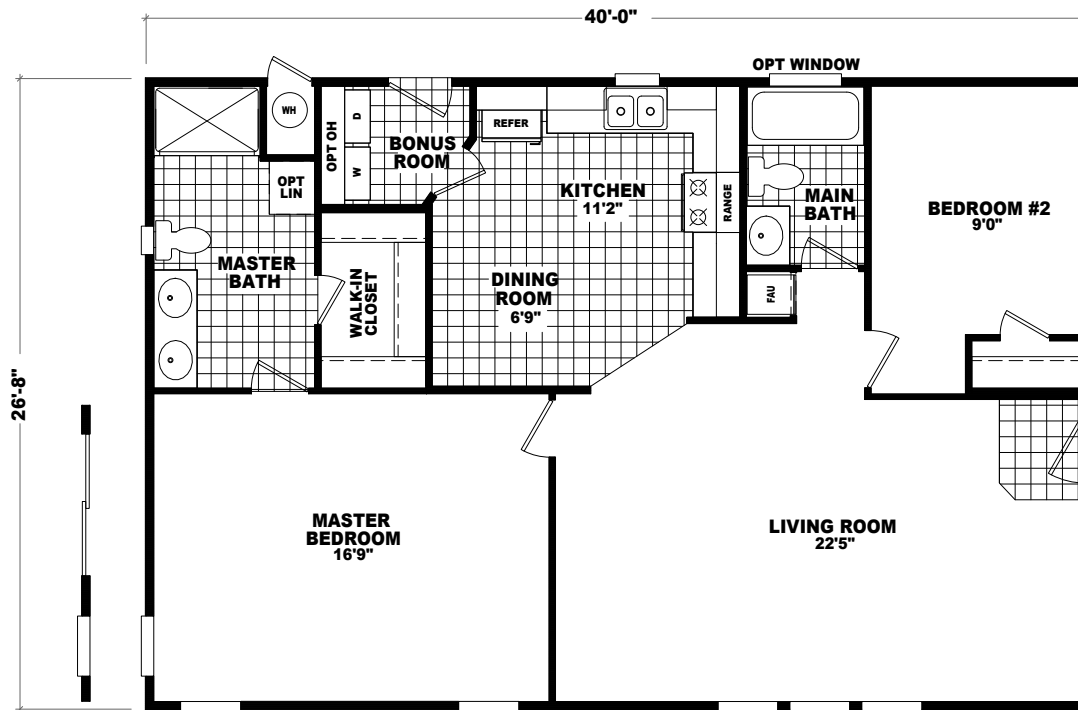 40'-0"
OPT WINDOW
WH
OPT OH
D
W
BONUS
ROOM
REFER
KITCHEN
11'2"
RANGE
MAIN
BATH
BEDROOM #2
9'0"
OPT
LIN
MASTER
BATH
WALK-IN
CLOSET
DINING
ROOM
6'9"
FAU
26'-8"
MASTER
BEDROOM
16'9"
LIVING ROOM
22'5"